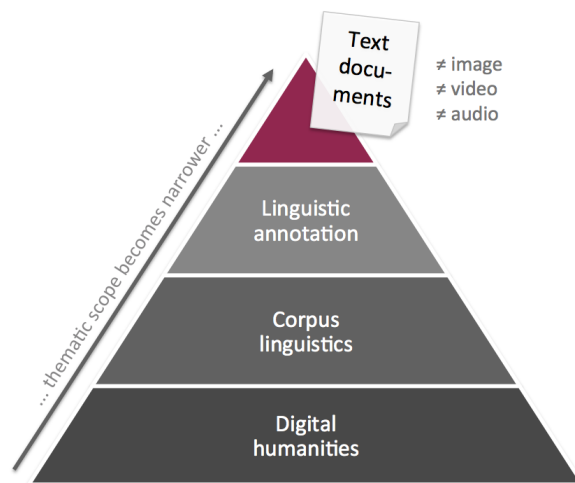 Text
docu-
ments
≠ image
≠ video
≠ audio
... thematic scope becomes narrower ...
Linguistic
annotation
Corpus
linguistics
Digital
humanities